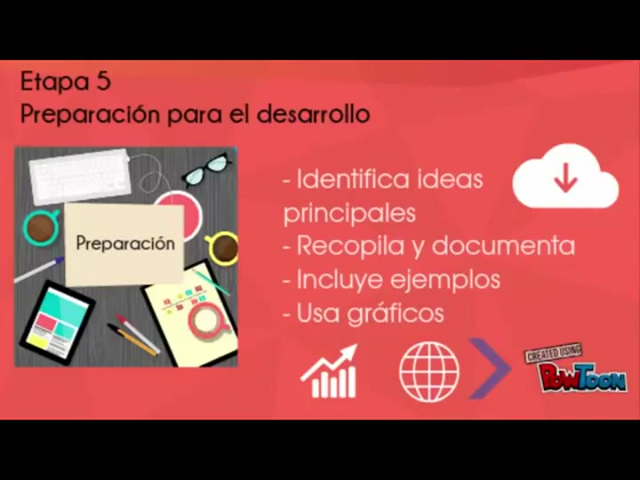 Etapa 5
Preparación para el desarrollo
Preparación
- Identifica ideas
principales
- Recopila y documenta
- Incluye ejemplos
- Usa gráficos
CREATED USING
POWTOON